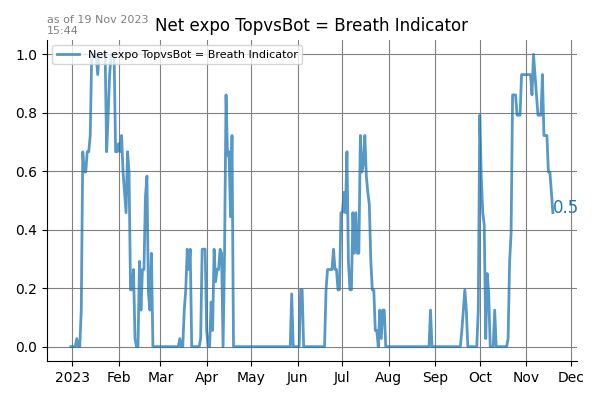 as of 19 Nov 2023
15:44
Net expo TopvsBot = Breath Indicator
Net expo TopvsBot = Breath Indicator
1.0
0.8
0.6
0.4
0.2
0.0
0.5
2023 Feb Mar Apr May Jun Jul Aug Sep Oct Nov Dec